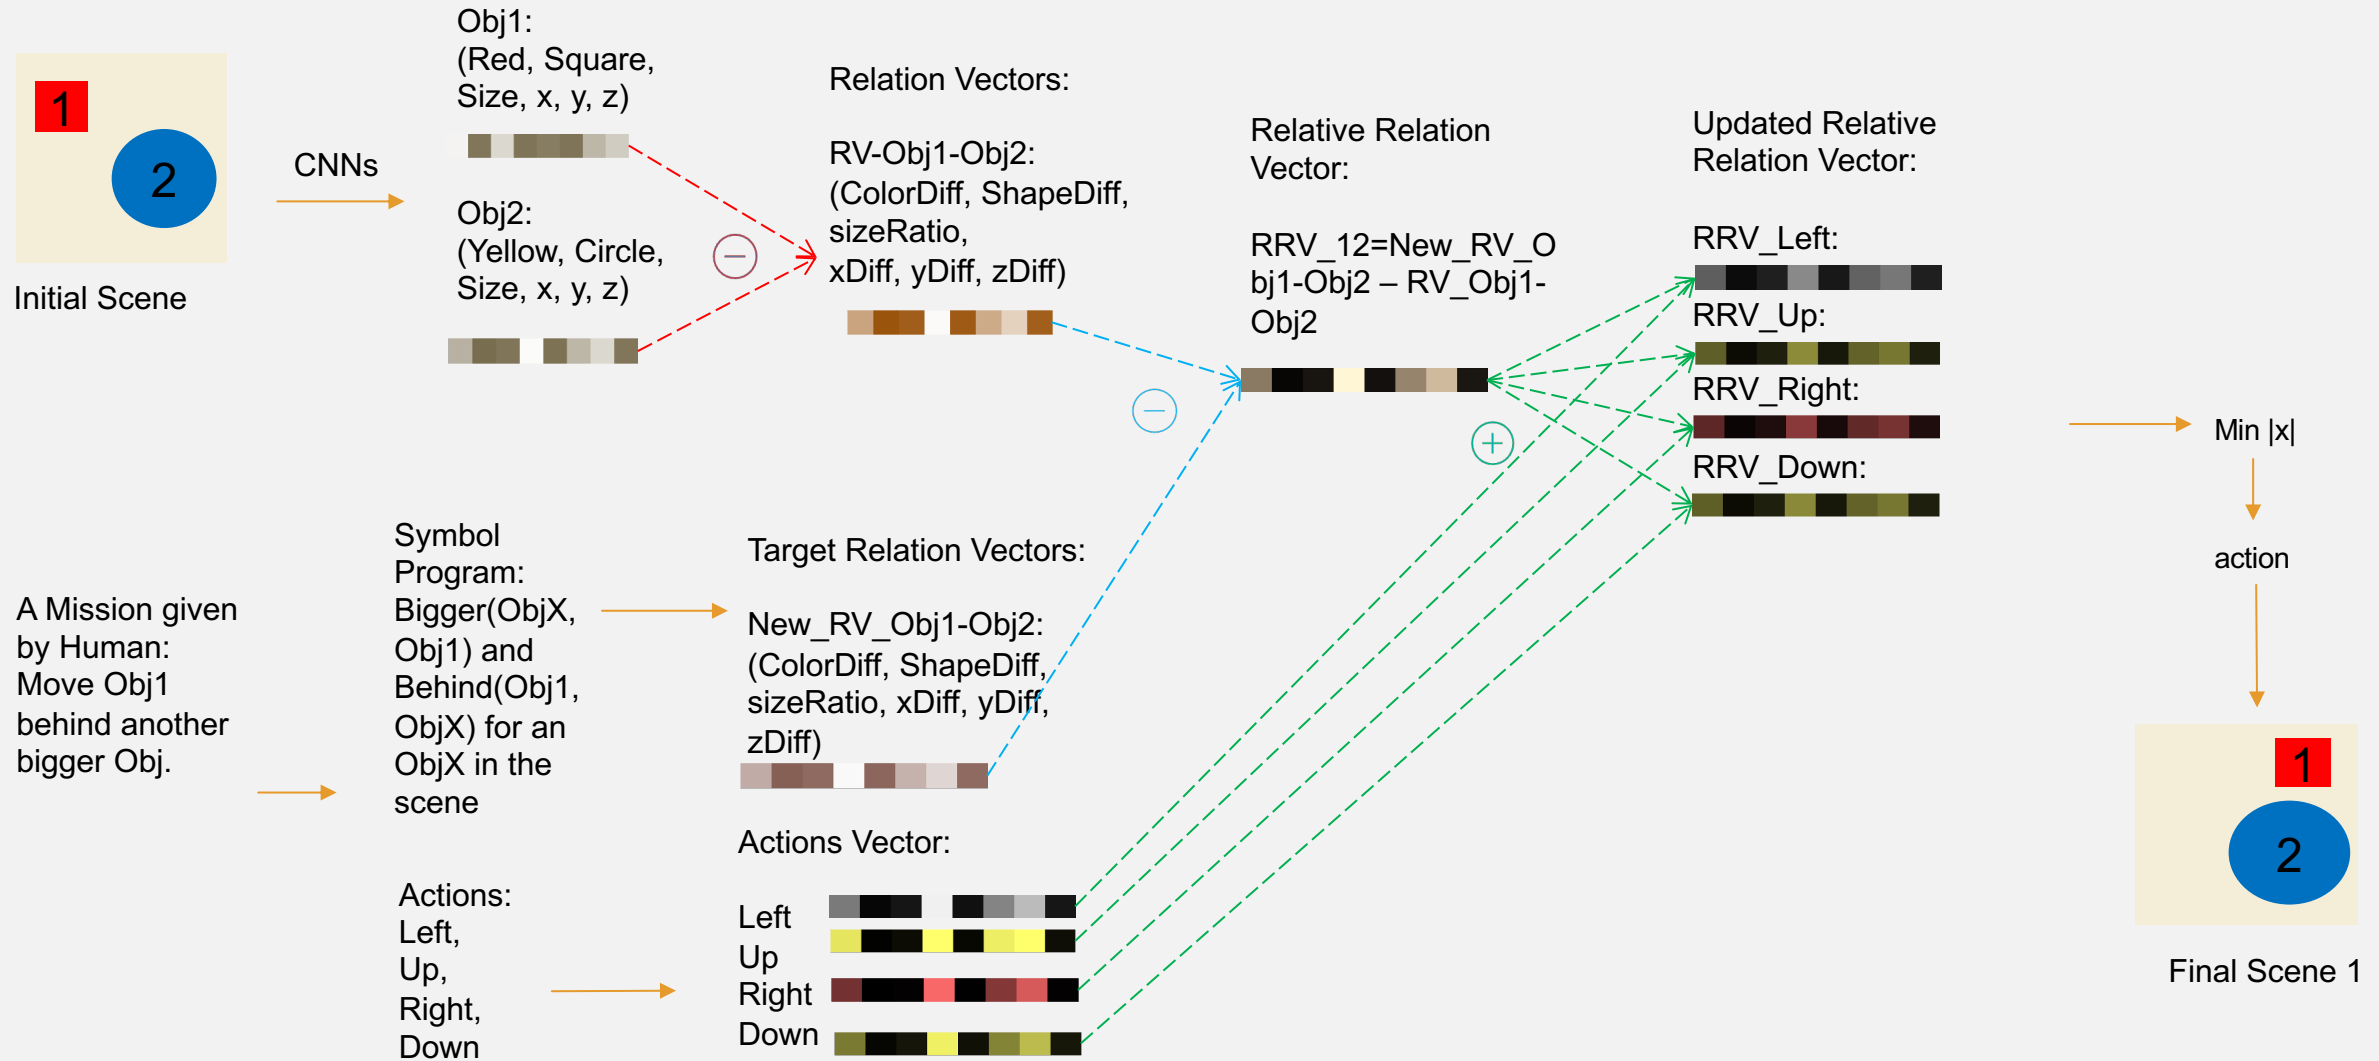 1
2
Initial Scene
CNNs
Obj1:
(Red, Square,
Size, x, y, z)
Obj2:
(Yellow, Circle,
Size, x, y, z)
Relation Vectors:
RV-Obj1-Obj2:
(ColorDiff, ShapeDiff,
sizeRatio,
xDiff, yDiff, zDiff)
Relative Relation
Vector:
RRV_12=New_RV_O
bj1-Obj2 – RV_Obj1-
Obj2
Updated Relative
Relation Vector:
RRV_Left:
RRV_Up:
RRV_Right:
RRV_Down:
Min |x|
action
1
2
Final Scene 1
A Mission given
by Human:
Move Obj1
behind another
bigger Obj.
Symbol
Program:
Bigger(ObjX,
Obj1) and
Behind(Obj1,
ObjX) for an
ObjX in the
scene
Target Relation Vectors:
New_RV_Obj1-Obj2:
(ColorDiff, ShapeDiff,
sizeRatio, xDiff, yDiff,
zDiff)
Actions:
Left,
Up,
Right,
Down
Actions Vector:
Left
Up
Right
Down